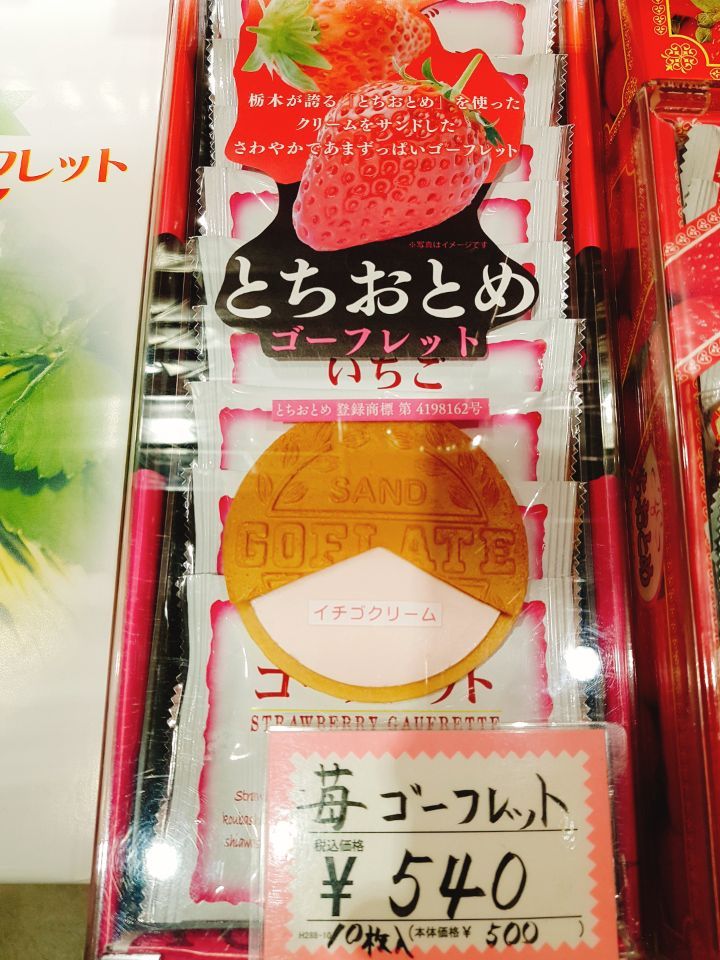 フレット
栃木が誇る「とちおとめ」を使った
クリームをサンドした
さわやかであまずっぱいゴーフレット
※写真はイメージです
とちおとめ
ゴーフレット
いちご
とちおとめ 登録商標 第 4198162号
SAND
GOFLATE
イチゴクリーム
STRAWBERRY GAUFRETTE
苺 ゴーフレット
税込価格
¥ 540
10枚入 (本体価格¥ 500 )